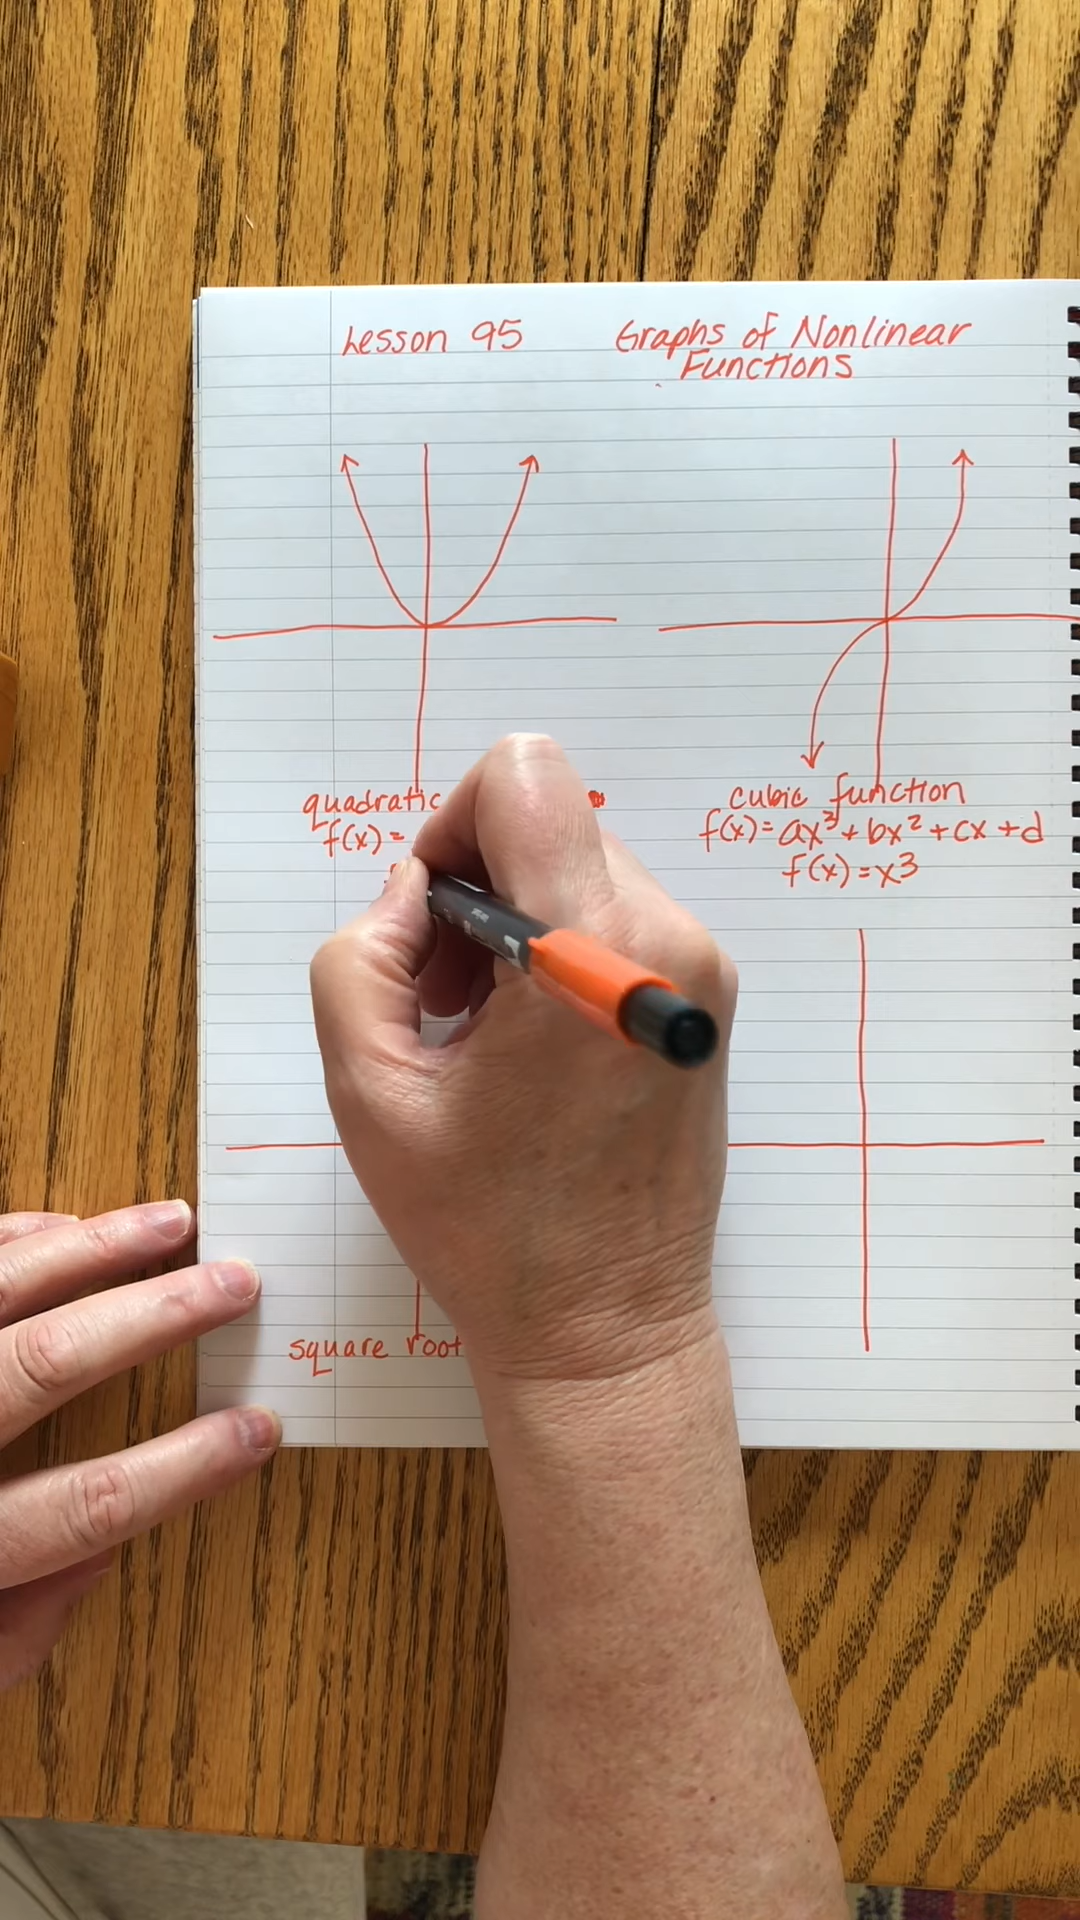 Lesson 95
Graphs of Nonlinear
Functions
quadratic
f(x)=
cubic function
f(x)=ax³+bx²+cx+d
f(x)=x³
square root